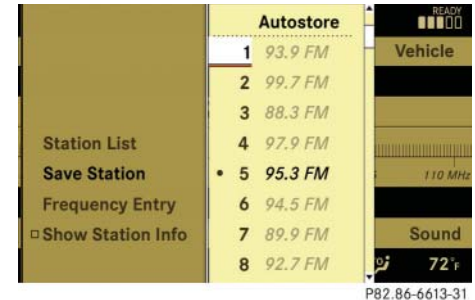 READY
Autostore
1 93.9 FM
Vehicle
2 99.7 FM
3 88.3 FM
Station List
4 97.9 FM
Save Station
• 5 95.3 FM
110 MHz
Frequency Entry
6 94.5 FM
Show Station Info
7 89.9 FM
Sound
8 92.7 FM
72°F
P82.86-6613-31